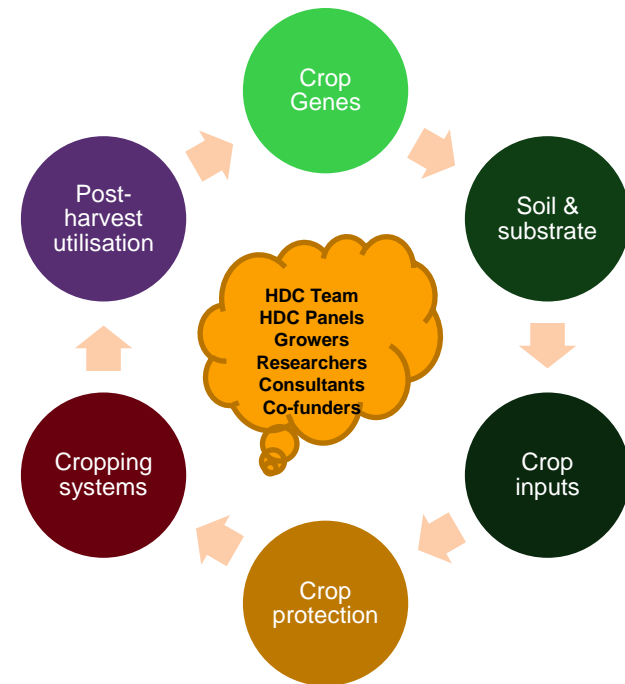 Crop
Genes
Soil &
substrate
Crop
inputs
Crop
protection
Cropping
systems
Post-
harvest
utilisation
HDC Team
HDC Panels
Growers
Researchers
Consultants
Co-funders